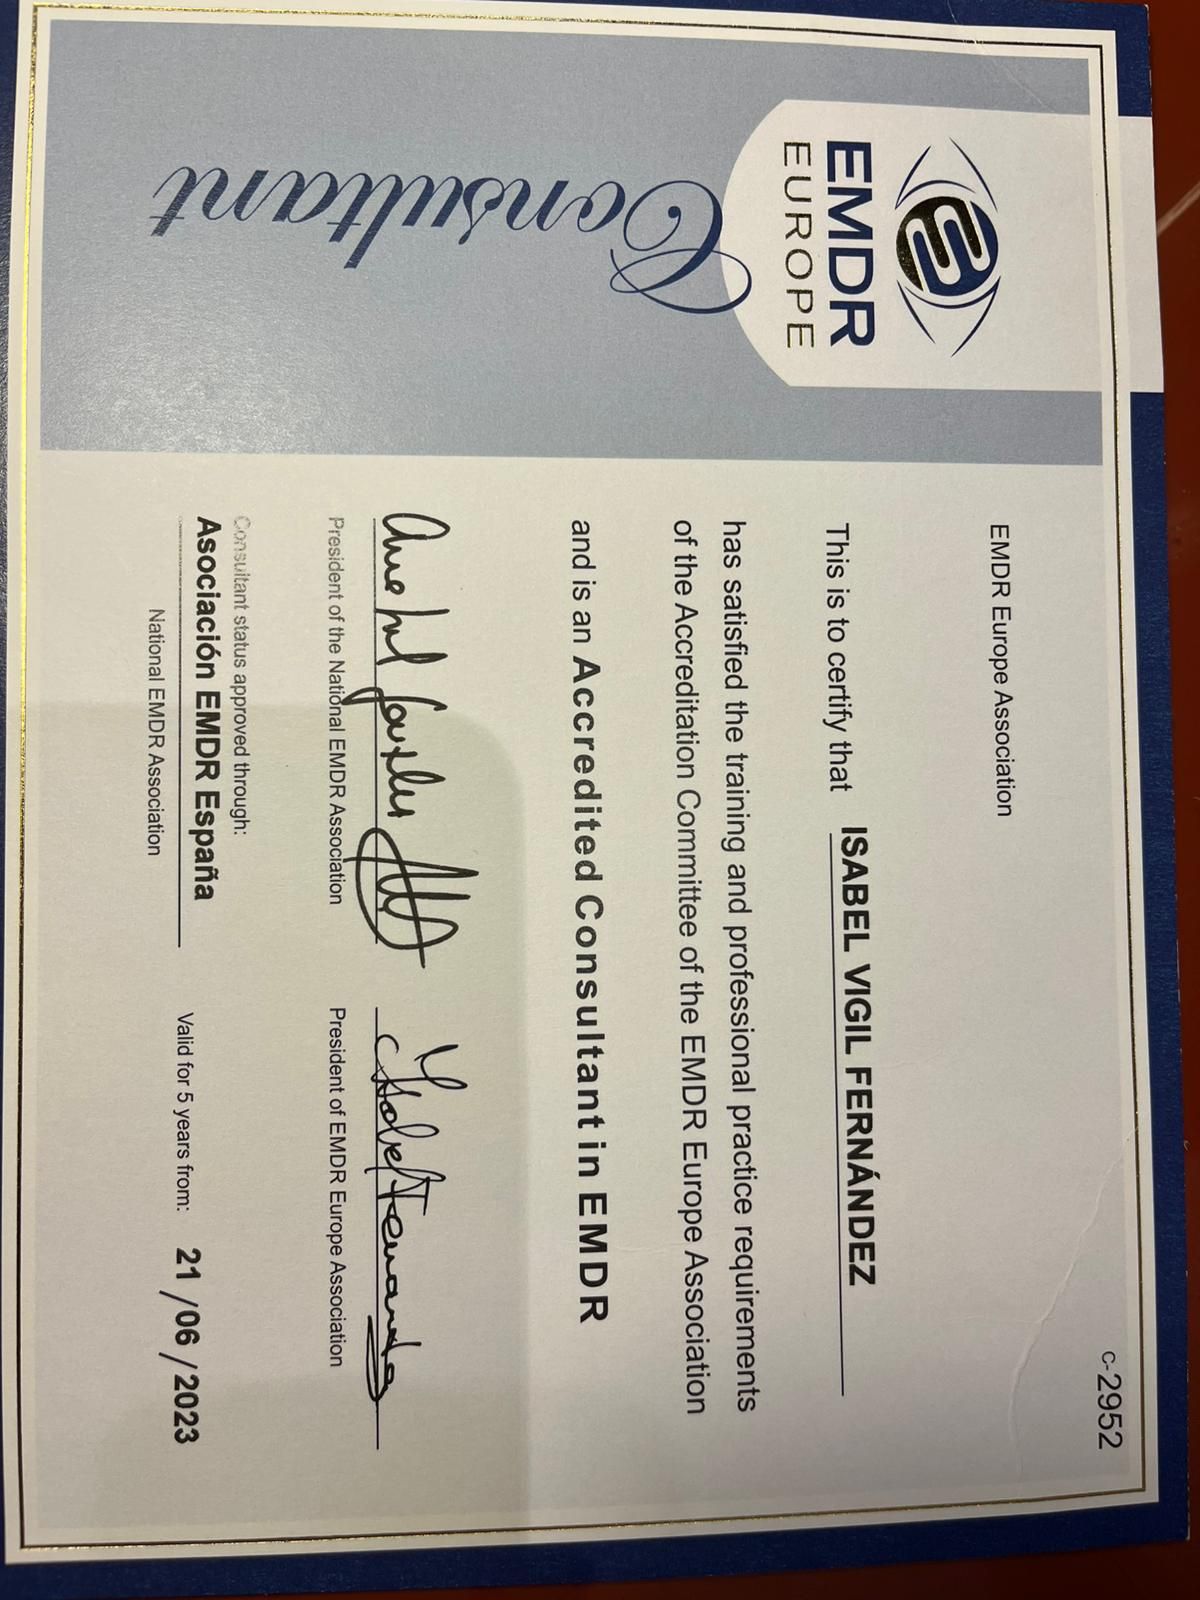 c-2952
EMDR
EUROPE
Consultant
EMDR Europe Association
This is to certify that ISABEL VIGIL FERNÁNDEZ
has satisfied the training and professional practice requirements
of the Accreditation Committee of the EMDR Europe Association
and is an Accredited Consultant in EMDR
Isabel Fernandez
President of the National EMDR Association
President of EMDR Europe Association
Consultant status approved through:
Asociación EMDR España
National EMDR Association
Valid for 5 years from: 21 / 06 / 2023